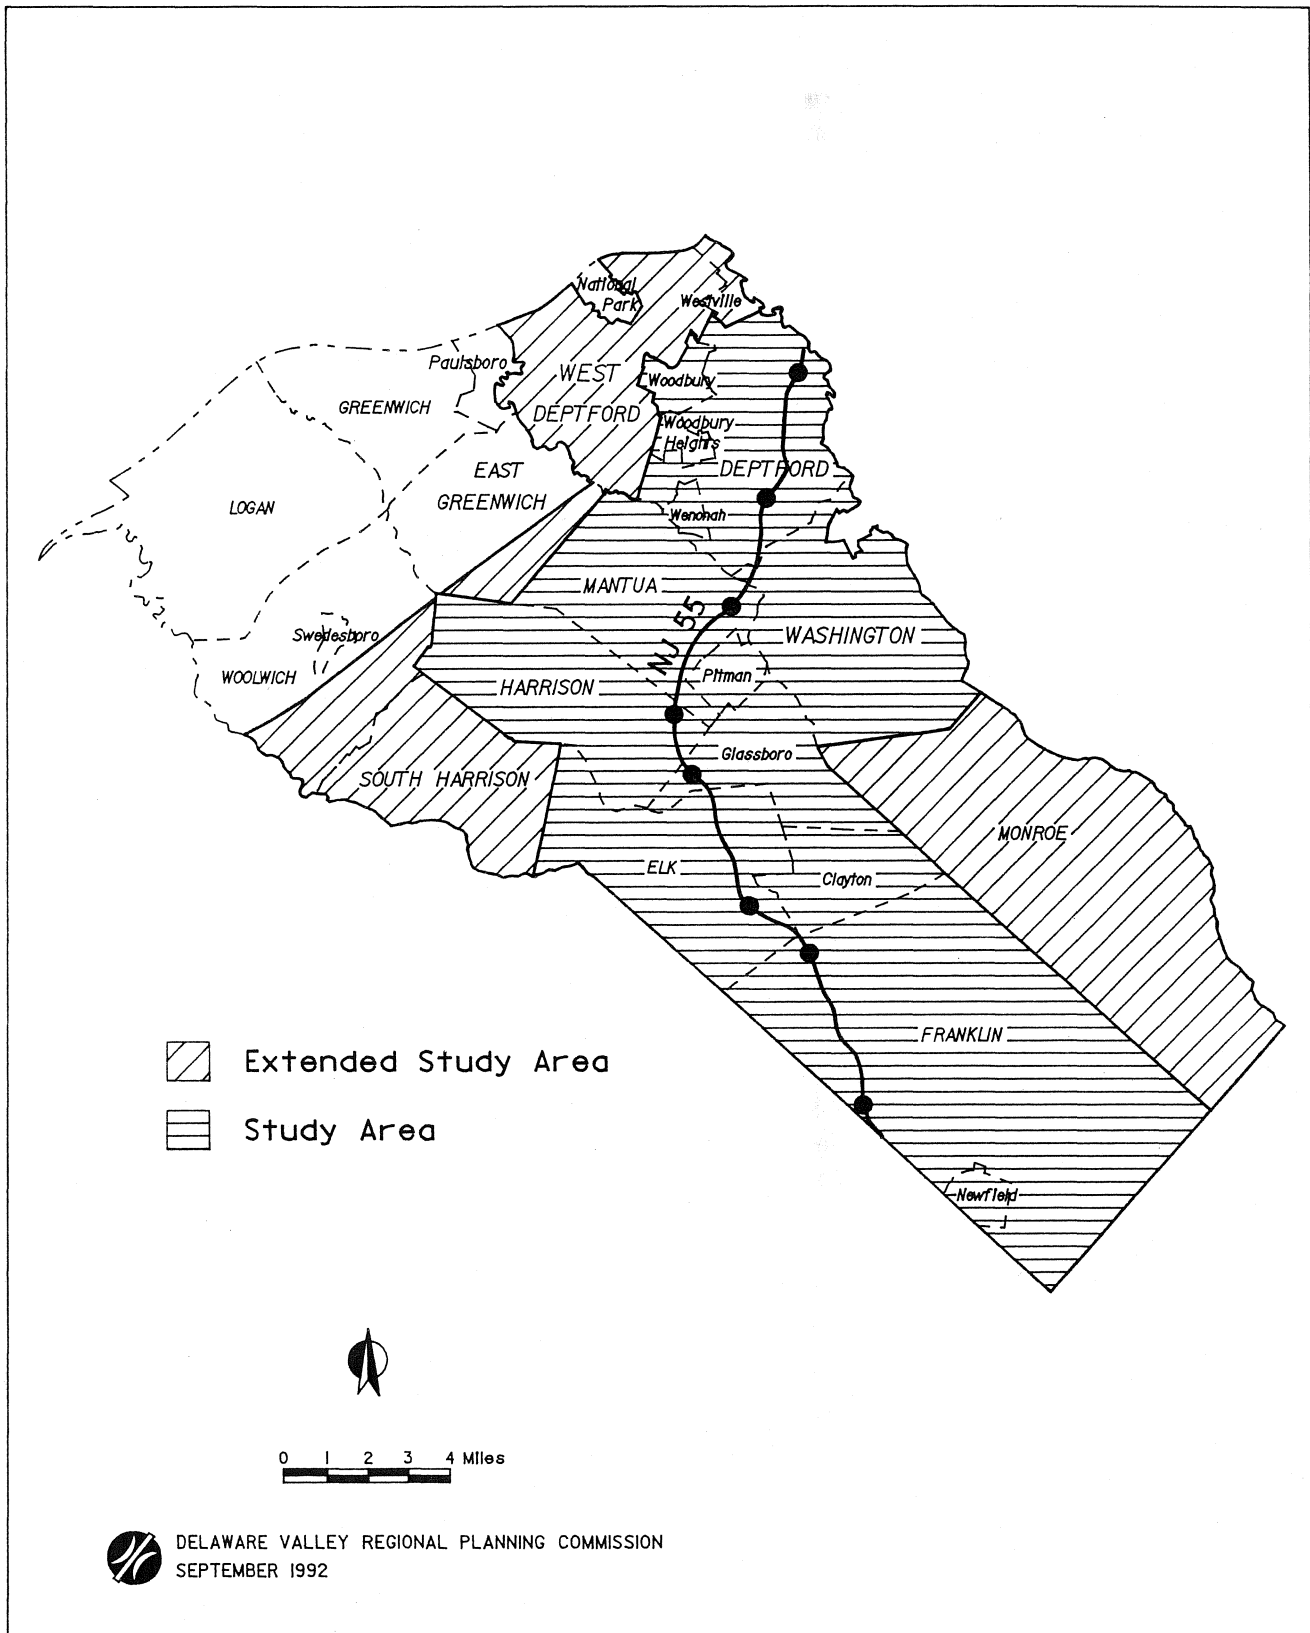 National
Park
Westville
Paulsboro
GREENWICH
WEST
DEPTFORD
Woodbury
Woodbury
Heights
DEPTFORD
EAST
GREENWICH
LOGAN
Wenonah
MANTUA
NJ 55
WASHINGTON
Swedesboro
WOOLWICH
HARRISON
Pitman
Glassboro
SOUTH HARRISON
MONROE
ELK
Clayton
FRANKLIN
Newfield
Extended Study Area
Study Area
0 1 2 3 4 Miles
DELAWARE VALLEY REGIONAL PLANNING COMMISSION
SEPTEMBER 1992